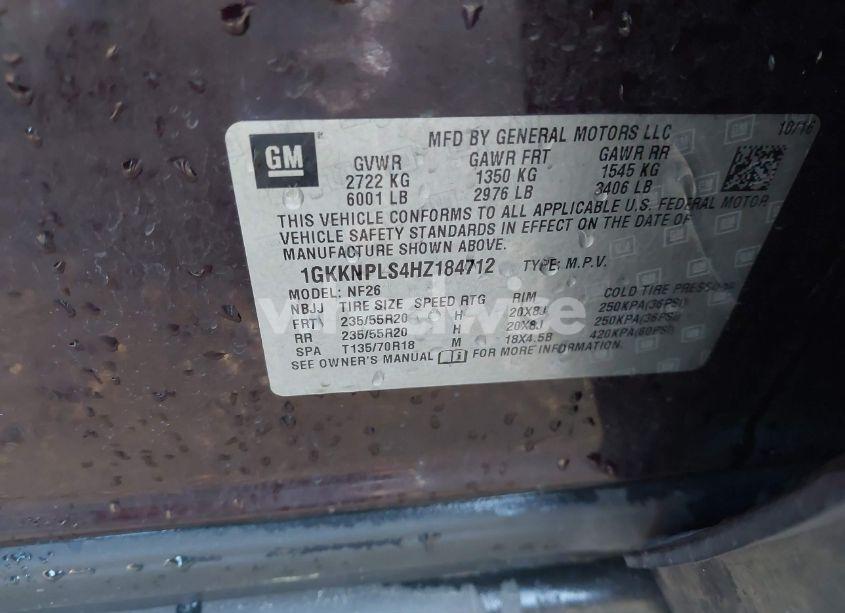 GM
MFD BY GENERAL MOTORS LLC 10/16
GVWR GAWR FRT GAWR RR
2722 KG 1350 KG 1545 KG
6001 LB 2976 LB 3406 LB
THIS VEHICLE CONFORMS TO ALL APPLICABLE U.S. FEDERAL MOTOR
VEHICLE SAFETY STANDARDS IN EFFECT ON THE DATE OF
MANUFACTURE SHOWN ABOVE.
1GKKNPLS4HZ184712 TYPE: M.P.V.
MODEL: NF26
NBJJ TIRE SIZE SPEED RTG RIM COLD TIRE PRESSURE
FRT 235/55R20 H 20X8J 250KPA(36PSI)
RR 235/55R20 H 20X8J 250KPA(36PSI)
SPA T135/70R18 M 18X4.5B 420KPA(60PSI)
SEE OWNER'S MANUAL FOR MORE INFORMATION.